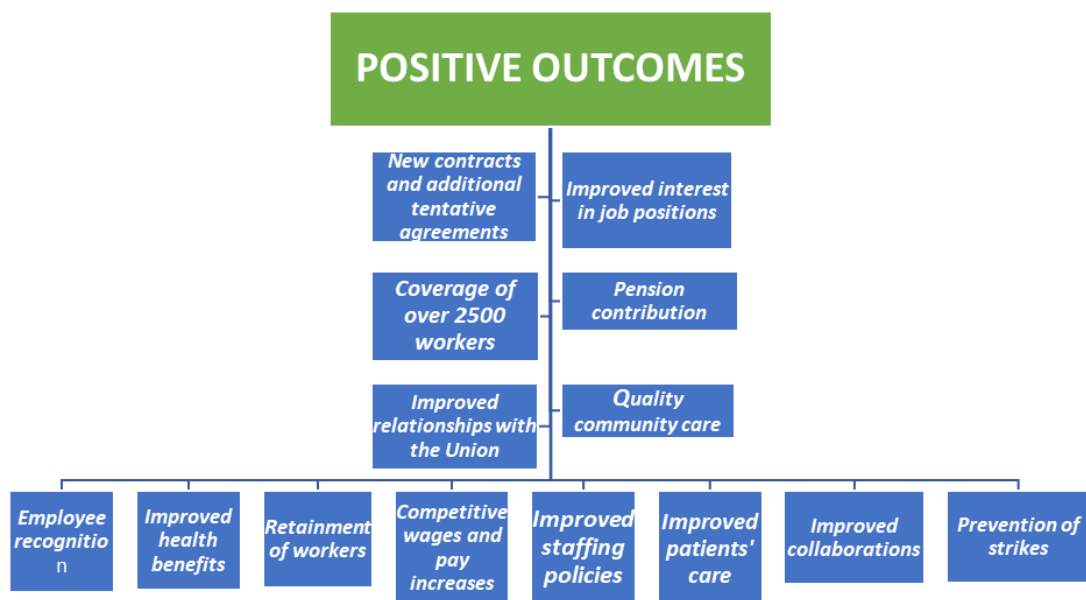 POSITIVE OUTCOMES
New contracts
and additional
tentative
agreements
Improved interest
in job positions
Coverage of
over 2500
workers
Pension
contribution
Improved
relationships with
the Union
Quality
community care
Employee
recognitio
n
Improved
health
benefits
Retainment
of workers
Competitive
wages and
pay
increases
Improved
staffing
policies
Improved
patients'
care
Improved
collaborations
Prevention of
strikes